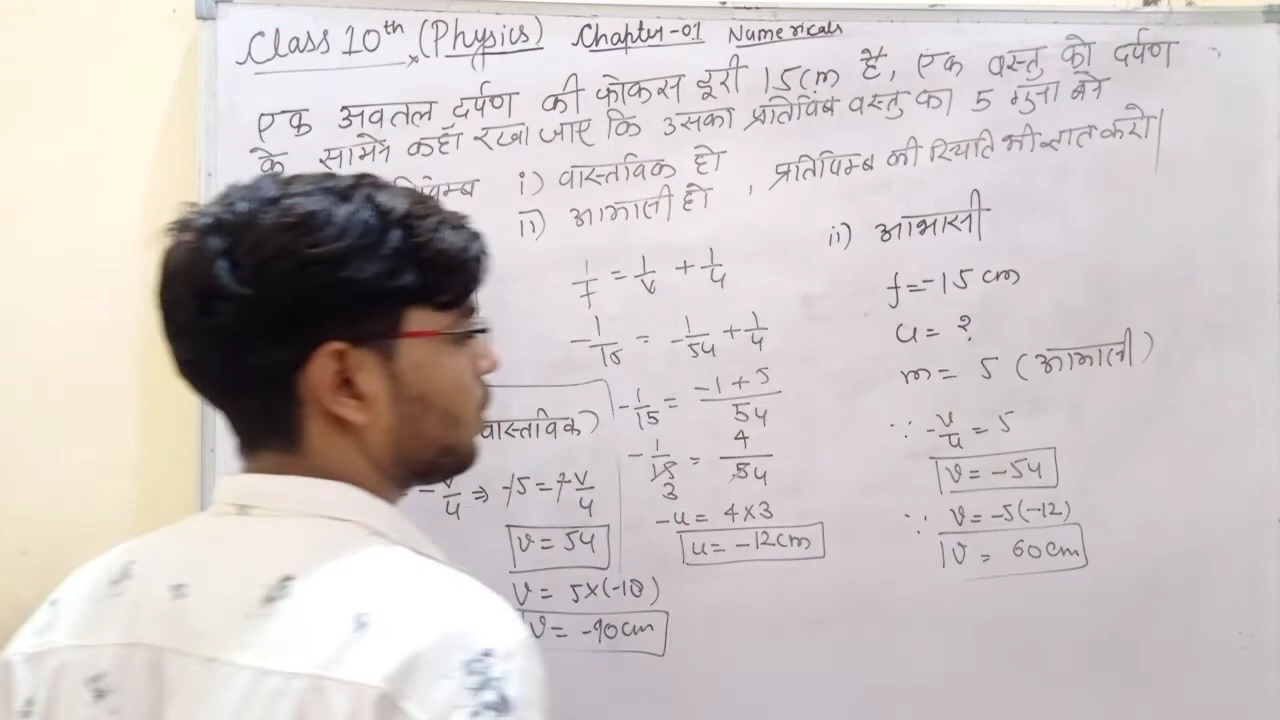 Class 10th (Physics) Chapter-01 Numericals
एक अवतल दर्पण की फोकस दूरी 15cm है, एक वस्तु को दर्पण
के सामने कहाँ रखा जाए कि उसका प्रतिबिंब वस्तु का 5 गुना बने
i) वास्तविक हो
ii) आभासी हो , प्रतिबिम्ब की स्थिति भी ज्ञात करो।
वास्तविक)
-v/u ⇒ -5 = -v/u
v = 5u
v = 5×(-18)
v = -90cm
1/f = 1/v + 1/u
-1/15 = -1/5u + 1/u
-1/15 = (-1+5)/5u
-1/15 = 4/5u
3
-u = 4×3
u = -12cm
ii) आभासी
f=-15cm
u = ?
m = 5 (आभासी)
∵ -v/u = 5
v = -5u
∵ v = -5(-12)
v = 60cm